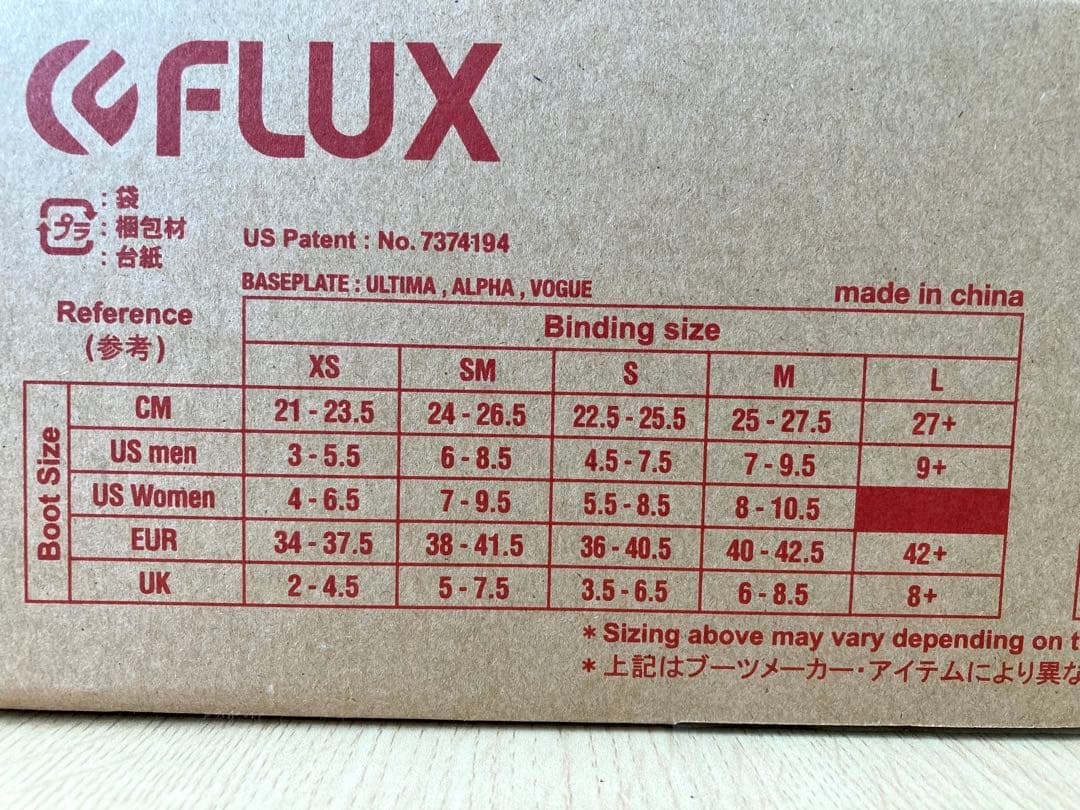 FLUX
プラ : 袋
: 梱包材
: 台紙
US Patent : No. 7374194
BASEPLATE : ULTIMA , ALPHA , VOGUE
made in china
Reference
(参考)
Binding size
XS SM S M L
Boot Size
CM 21 - 23.5 24 - 26.5 22.5 - 25.5 25 - 27.5 27+
US men 3 - 5.5 6 - 8.5 4.5 - 7.5 7 - 9.5 9+
US Women 4 - 6.5 7 - 9.5 5.5 - 8.5 8 - 10.5
EUR 34 - 37.5 38 - 41.5 36 - 40.5 40 - 42.5 42+
UK 2 - 4.5 5 - 7.5 3.5 - 6.5 6 - 8.5 8+
* Sizing above may vary depending on
* 上記はブーツメーカー・アイテムにより異な